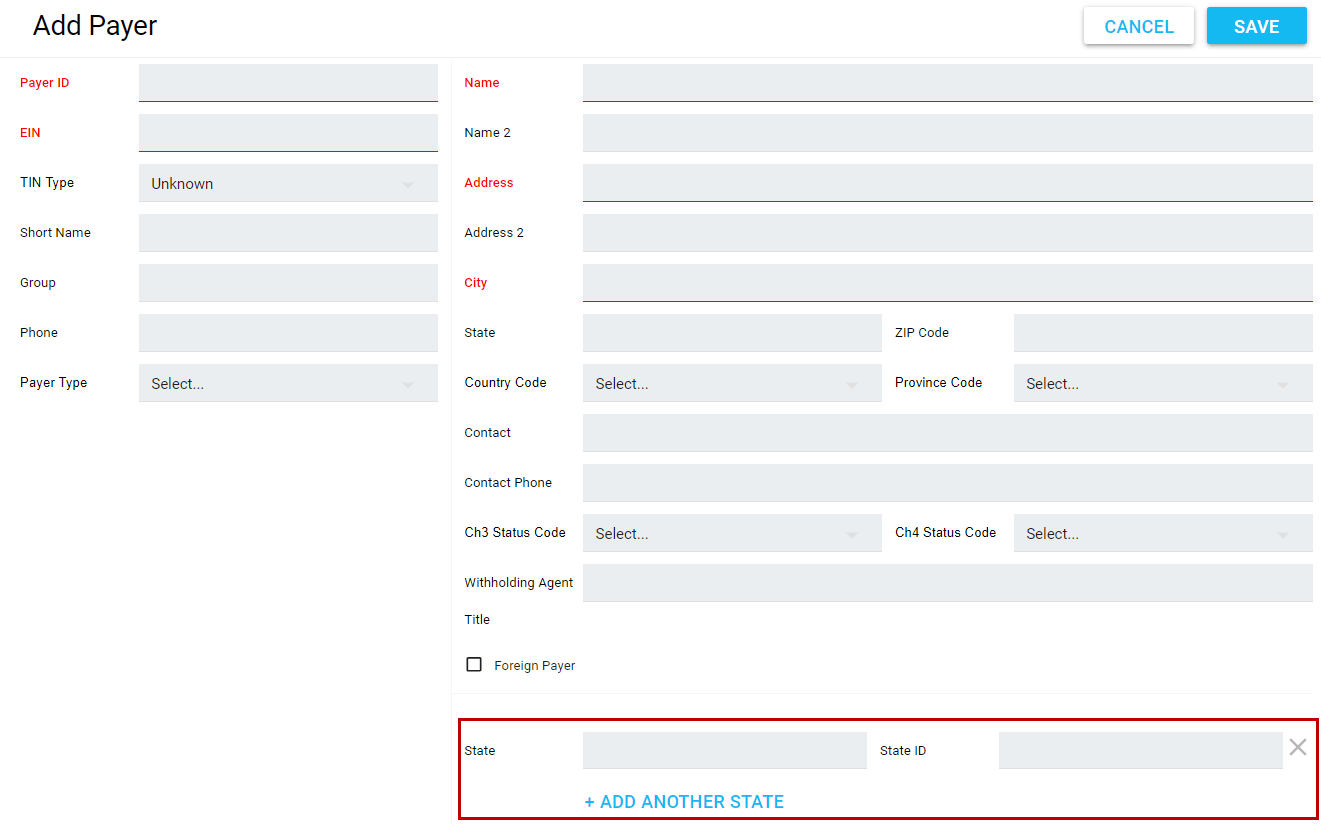 Add Payer
CANCEL
SAVE
Payer ID
EIN
TIN Type
Unknown
Short Name
Group
Phone
Payer Type
Select...
Name
Name 2
Address
Address 2
City
State
ZIP Code
Country Code
Select...
Province Code
Select...
Contact
Contact Phone
Ch3 Status Code
Select...
Ch4 Status Code
Select...
Withholding Agent
Title
Foreign Payer
State
State ID
+ ADD ANOTHER STATE